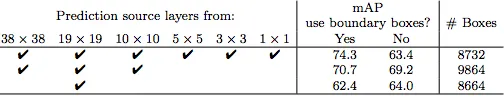 Prediction source layers from: mAP use boundary boxes? # Boxes
38 × 38 19 × 19 10 × 10 5 × 5 3 × 3 1 × 1 Yes No
✔ ✔ ✔ ✔ ✔ ✔ 74.3 63.4 8732
✔ ✔ ✔ 70.7 69.2 9864
✔ 62.4 64.0 8664